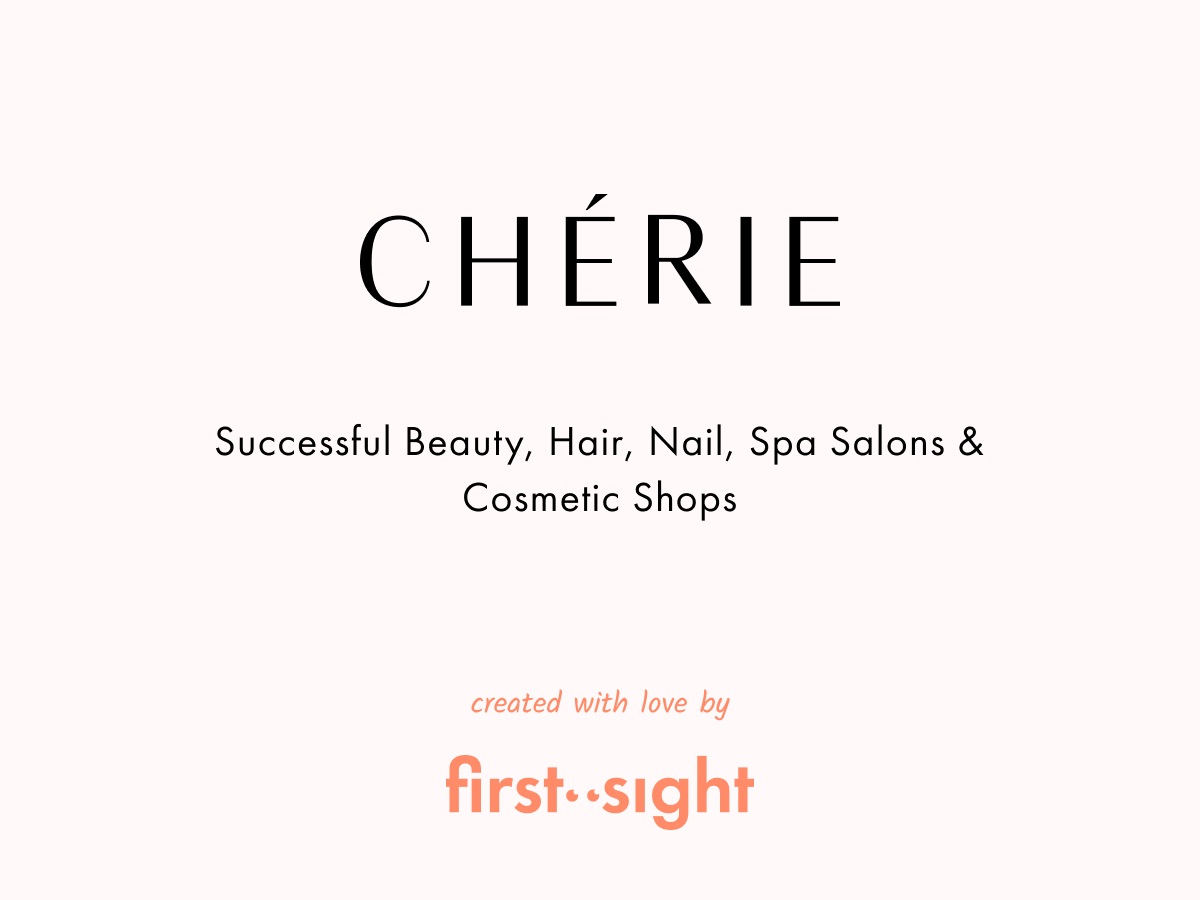 CHÉRIE
Successful Beauty, Hair, Nail, Spa Salons &
Cosmetic Shops
created with love by
first sight